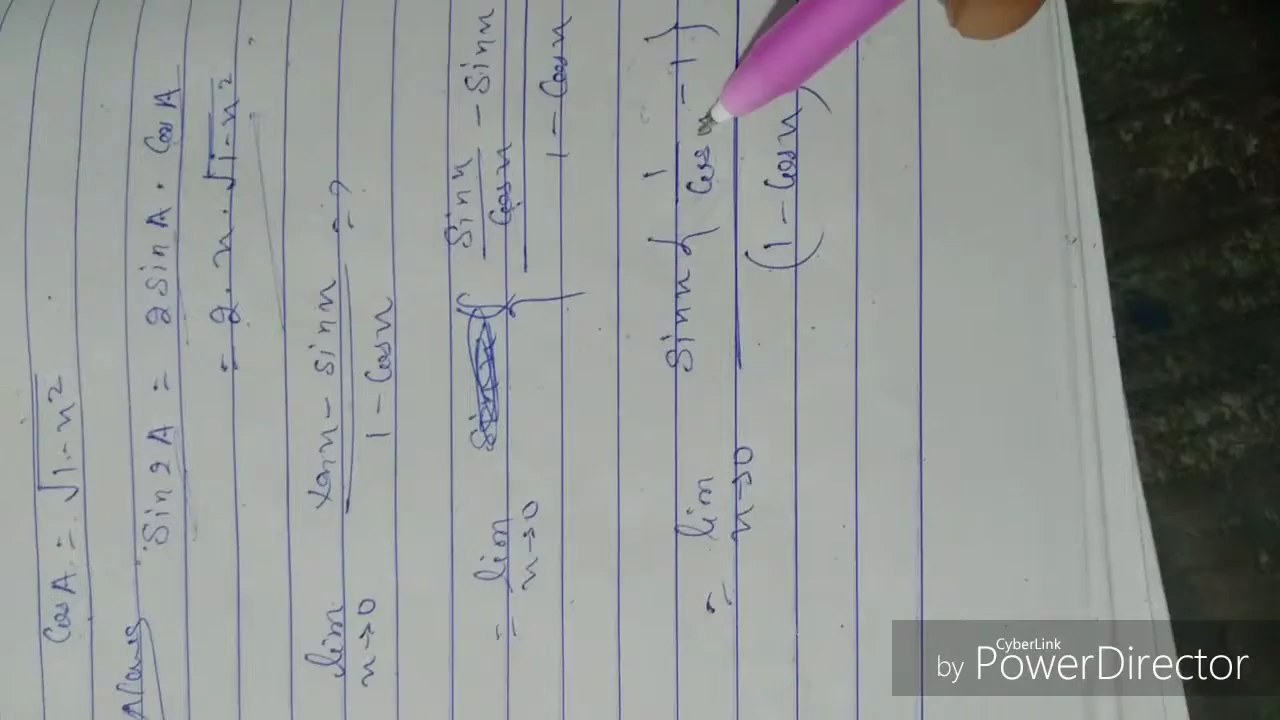 Cos A = √1-x²
Sin 2A = 2 Sin A . Cos A
= 2 . x . √1-x²
lim x→0 tan x - Sin x / 1 - Cos x = ?
= lim x→0 { Sin x / Cos x - Sin x / 1 - Cos x
= lim x→0 Sin x { 1 / Cos x - 1 } / (1 - Cos x)
CyberLink
by PowerDirector